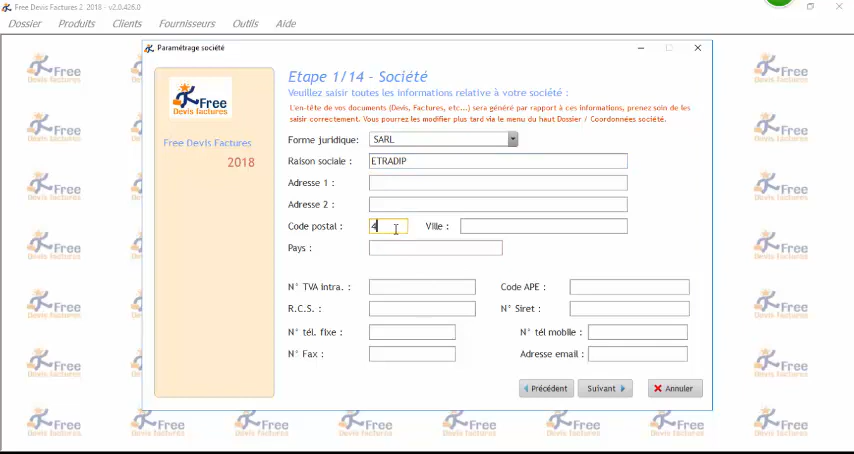 Free Devis Factures 2 2018 - v2.0.426.0
Dossier Produits Clients Fournisseurs Outils Aide
Paramétrage société
Free
Devis factures
Free Devis Factures
2018
Etape 1/14 - Société
Veuillez saisir toutes les informations relative à votre société :
L'en-tête de vos documents (Devis, Factures, etc...) sera généré par rapport à ces informations, prenez soin de les
saisir correctement. Vous pourrez les modifier plus tard via le menu du haut Dossier / Coordonnées société.
Forme juridique: SARL
Raison sociale : ETRADIP
Adresse 1 :
Adresse 2 :
Code postal : 4 Ville :
Pays :
N° TVA intra. : Code APE :
R.C.S. : N° Siret :
N° tél. fixe : N° tél mobile :
N° Fax : Adresse email :
Précédent Suivant Annuler